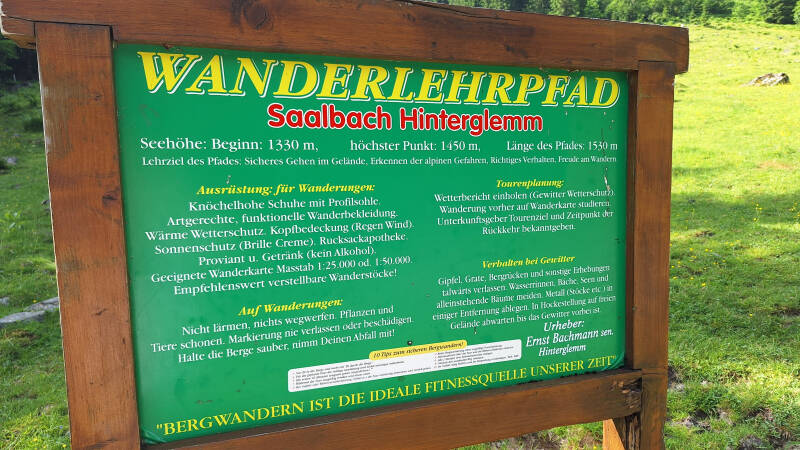 WANDERLEHRPFAD
Saalbach Hinterglemm
Seehöhe: Beginn: 1330 m, höchster Punkt: 1450 m, Länge des Pfades: 1530 m
Lehrziel des Pfades: Sicheres Gehen im Gelände, Erkennen der alpinen Gefahren, Richtiges Verhalten, Freude am Wandern.
Ausrüstung: für Wanderungen:
Knöchelhohe Schuhe mit Profilsohle.
Artgerechte, funktionelle Wanderbekleidung.
Wärme Wetterschutz. Kopfbedeckung (Regen Wind).
Sonnenschutz (Brille Creme). Rucksackapotheke.
Proviant u. Getränk (kein Alkohol).
Geeignete Wanderkarte Masstab 1:25.000 od. 1:50.000.
Empfehlenswert verstellbare Wanderstöcke!
Auf Wanderungen:
Nicht lärmen, nichts wegwerfen. Pflanzen und
Tiere schonen. Markierung nie verlassen oder beschädigen.
Halte die Berge sauber, nimm Deinen Abfall mit!
Tourenplanung:
Wetterbericht einholen (Gewitter Wetterschutz).
Wanderung vorher auf Wanderkarte studieren.
Unterkunftsgeber Tourenziel und Zeitpunkt der
Rückkehr bekanntgeben.
Verhalten bei Gewitter
Gipfel, Grate, Bergrücken und sonstige Erhebungen
talwärts verlassen. Wasserrinnen, Bäche, Seen und
alleinstehende Bäume meiden. Metall (Stöcke etc.) in
einiger Entfernung ablegen. In Hockestellung auf freien
Gelände abwarten bis das Gewitter vorbei ist.
Urheber:
Ernst Bachmann sen.
Hinterglemm
10 Tips zum sicheren Bergwandern!
"BERGWANDERN IST DIE IDEALE FITNESSQUELLE UNSERER ZEIT"